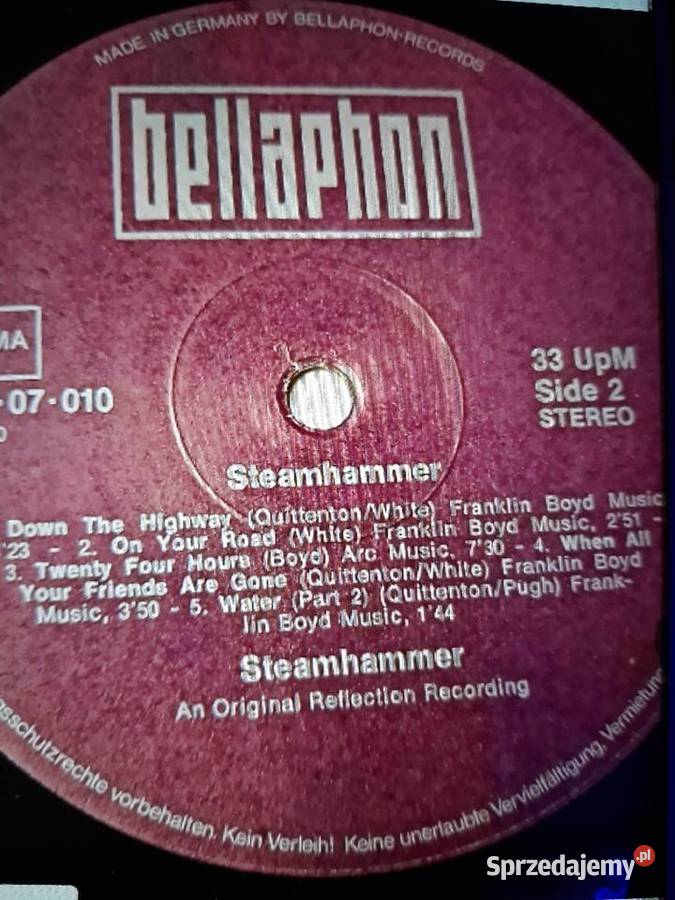 MADE IN GERMANY BY BELLAPHON·RECORDS
bellaphon
MA
·07·010
33 UpM
Side 2
STEREO
Steamhammer
Down The Highway (Quittenton/White) Franklin Boyd Music
'23 - 2. On Your Road (White) Franklin Boyd Music, 2'51 -
3. Twenty Four Hours (Boyd) Arc Music, 7'30 - 4. When All
Your Friends Are Gone (Quittenton/White) Franklin Boyd
Music, 3'50 - 5. Water (Part 2) (Quittenton/Pugh) Frank-
lin Boyd Music, 1'44
Steamhammer
An Original Reflection Recording
gsschutzrechte vorbehalten. Kein Verleih! Keine unerlaubte Vervielfältigung, Vermietung
Sprzedajemy.pl